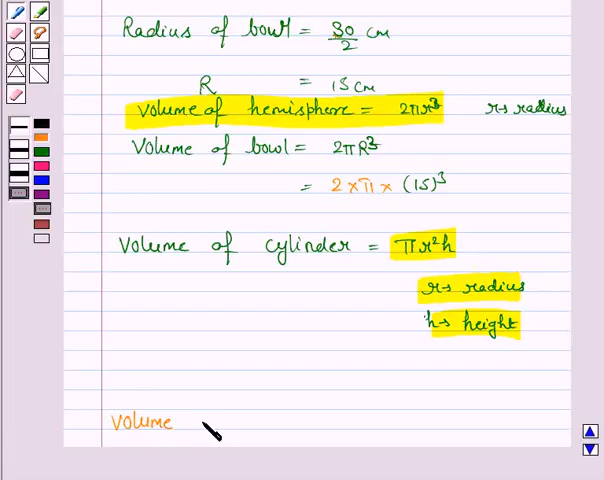 Radius of bowl = 30/2 cm
R = 15 cm
Volume of hemisphere = 2πr³ r→ radius
Volume of bowl = 2πR³
= 2 × π × (15)³
Volume of cylinder = πr²h
r→ radius
h→ height
Volume